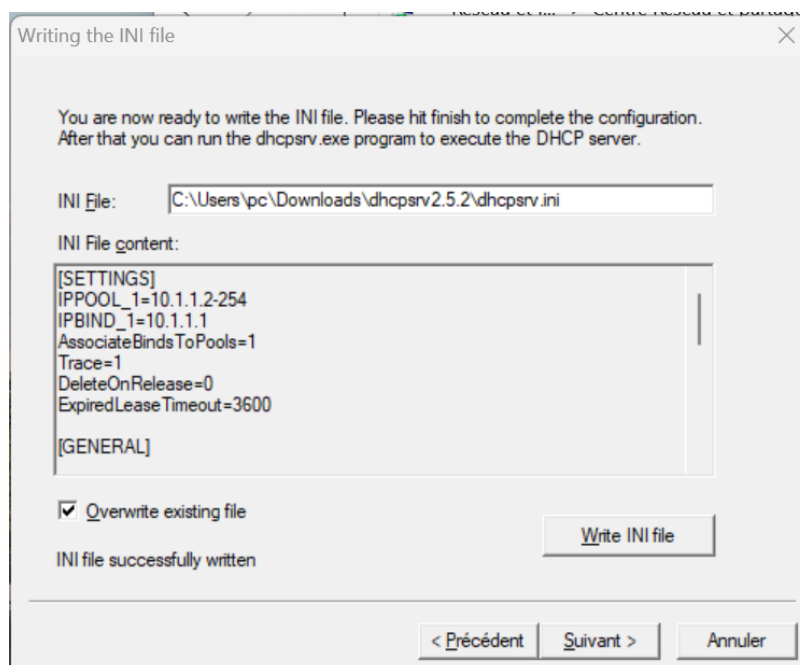 Writing the INI file
You are now ready to write the INI file. Please hit finish to complete the configuration.
After that you can run the dhcpsrv.exe program to execute the DHCP server.
INI File: C:\Users\pc\Downloads\dhcpsrv2.5.2\dhcpsrv.ini
INI File content:
[SETTINGS]
IPPOOL_1=10.1.1.2-254
IPBIND_1=10.1.1.1
AssociateBindsToPools=1
Trace=1
DeleteOnRelease=0
ExpiredLeaseTimeout=3600
[GENERAL]
Overwrite existing file
Write INI file
INI file successfully written
< Précédent Suivant > Annuler